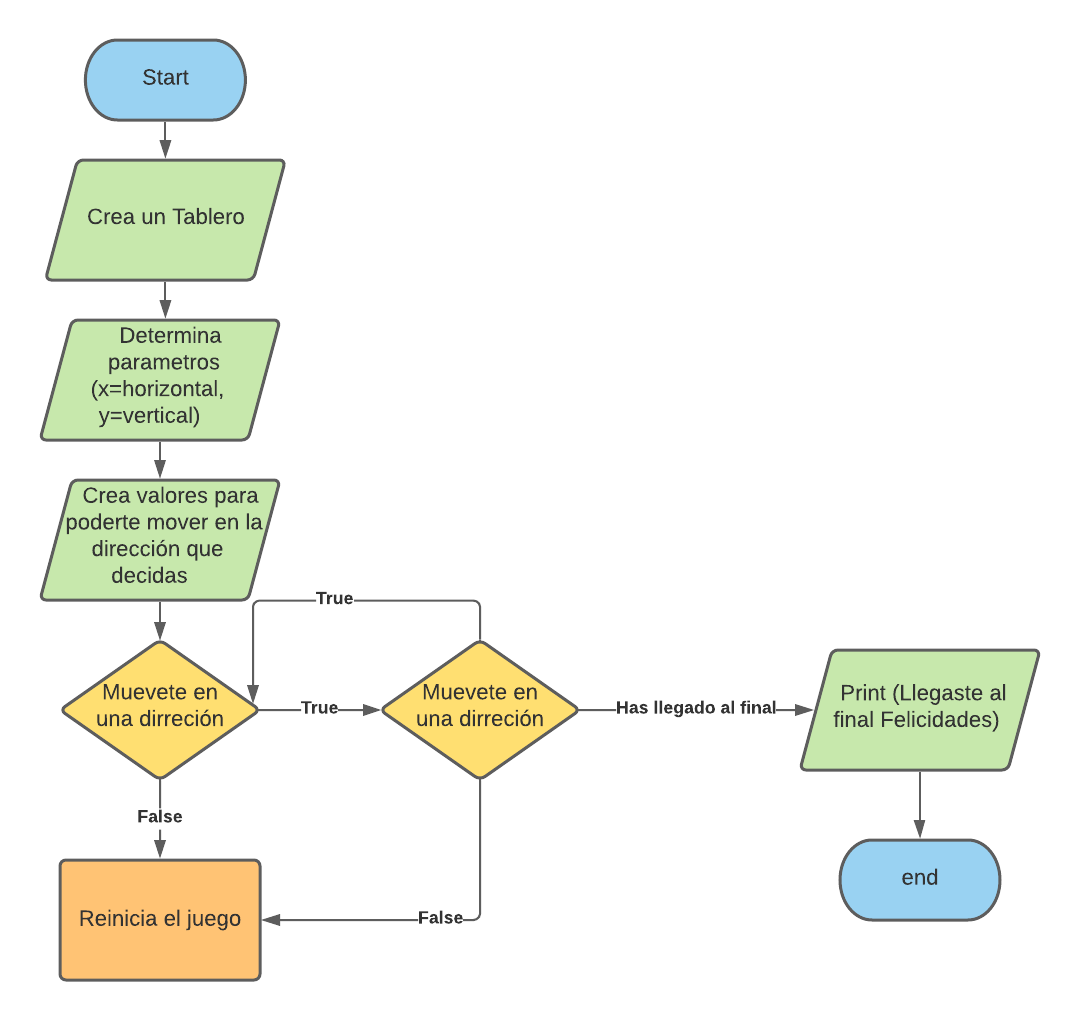 Start
Crea un Tablero
Determina
parametros
(x=horizontal,
y=vertical)
Crea valores para
poderte mover en la
dirección que
decidas
True
Muevete en
una dirreción
True
Muevete en
una dirreción
Has llegado al final
Print (Llegaste al
final Felicidades)
False
Reinicia el juego
False
end